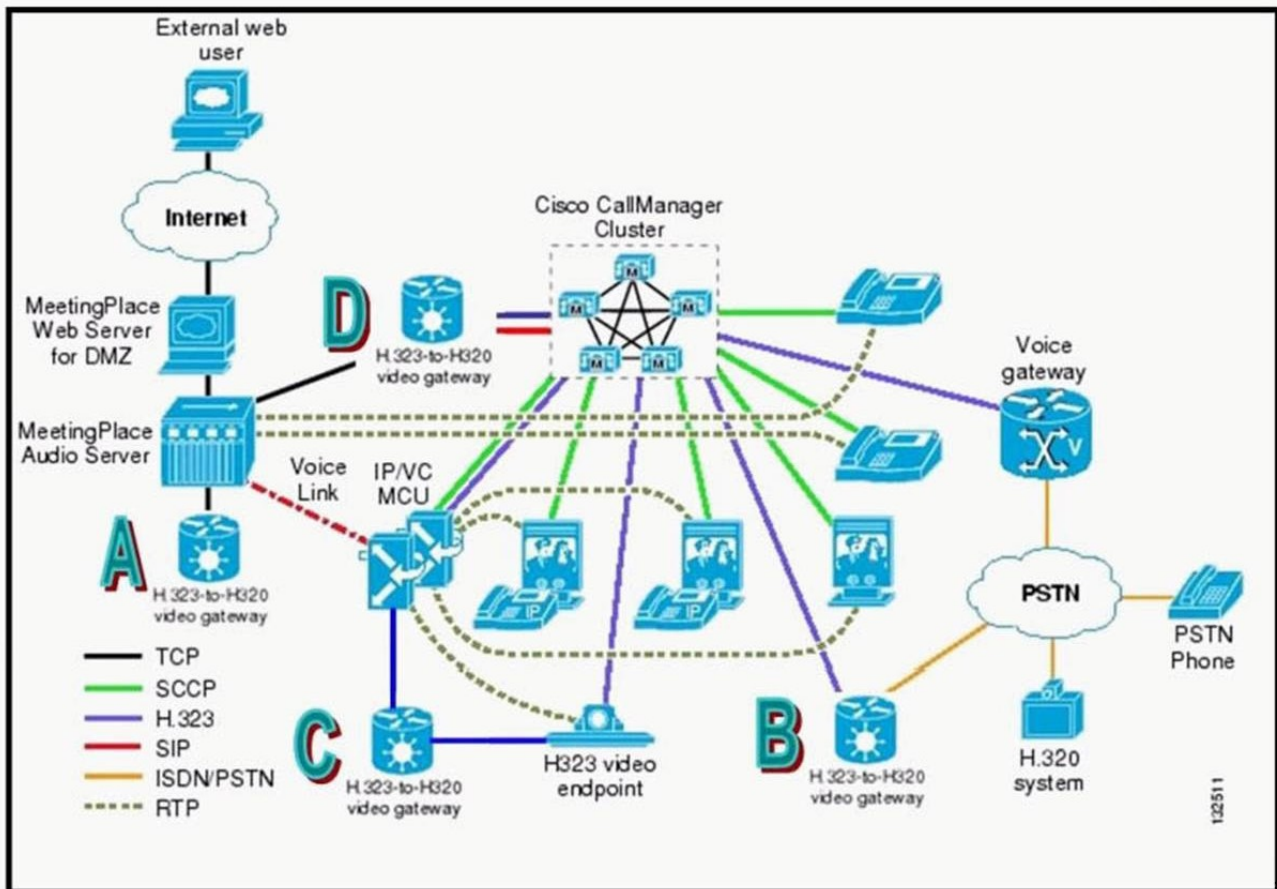 External web
user
Internet
Cisco CallManager
Cluster
M
M
M
M
M
MeetingPlace
Web Server
for DMZ
D
H.323-to-H320
video gateway
Voice
gateway
V
MeetingPlace
Audio Server
Voice
Link
IP/VC
MCU
A
H.323-to-H320
video gateway
IP
IP
PSTN
PSTN
Phone
TCP
SCCP
H.323
SIP
ISDN/PSTN
RTP
C
H.323-to-H320
video gateway
H323 video
endpoint
B
H.323-to-H320
video gateway
H.320
system
132511